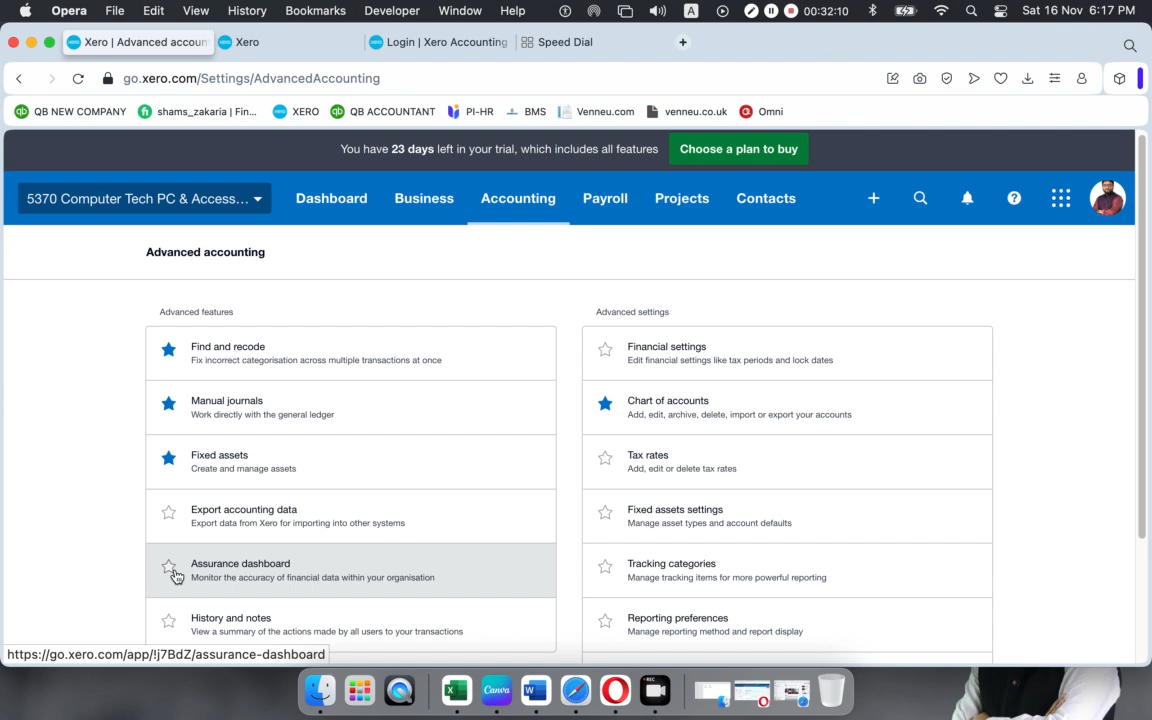 Opera File Edit View History Bookmarks Developer Window Help A 00:32:10 Sat 16 Nov 6:17 PM
Xero | Advanced accoun Xero Login | Xero Accounting Speed Dial
go.xero.com/Settings/AdvancedAccounting
QB NEW COMPANY shams_zakaria | Fin... XERO QB ACCOUNTANT PI-HR BMS Venneu.com venneu.co.uk Omni
You have 23 days left in your trial, which includes all features Choose a plan to buy
5370 Computer Tech PC & Access... Dashboard Business Accounting Payroll Projects Contacts
Advanced accounting
Advanced features
Find and recode
Fix incorrect categorisation across multiple transactions at once
Manual journals
Work directly with the general ledger
Fixed assets
Create and manage assets
Export accounting data
Export data from Xero for importing into other systems
Assurance dashboard
Monitor the accuracy of financial data within your organisation
History and notes
View a summary of the actions made by all users to your transactions
Advanced settings
Financial settings
Edit financial settings like tax periods and lock dates
Chart of accounts
Add, edit, archive, delete, import or export your accounts
Tax rates
Add, edit or delete tax rates
Fixed assets settings
Manage asset types and account defaults
Tracking categories
Manage tracking items for more powerful reporting
Reporting preferences
Manage reporting method and report display
https://go.xero.com/app/!j7BdZ/assurance-dashboard
Canva
REC